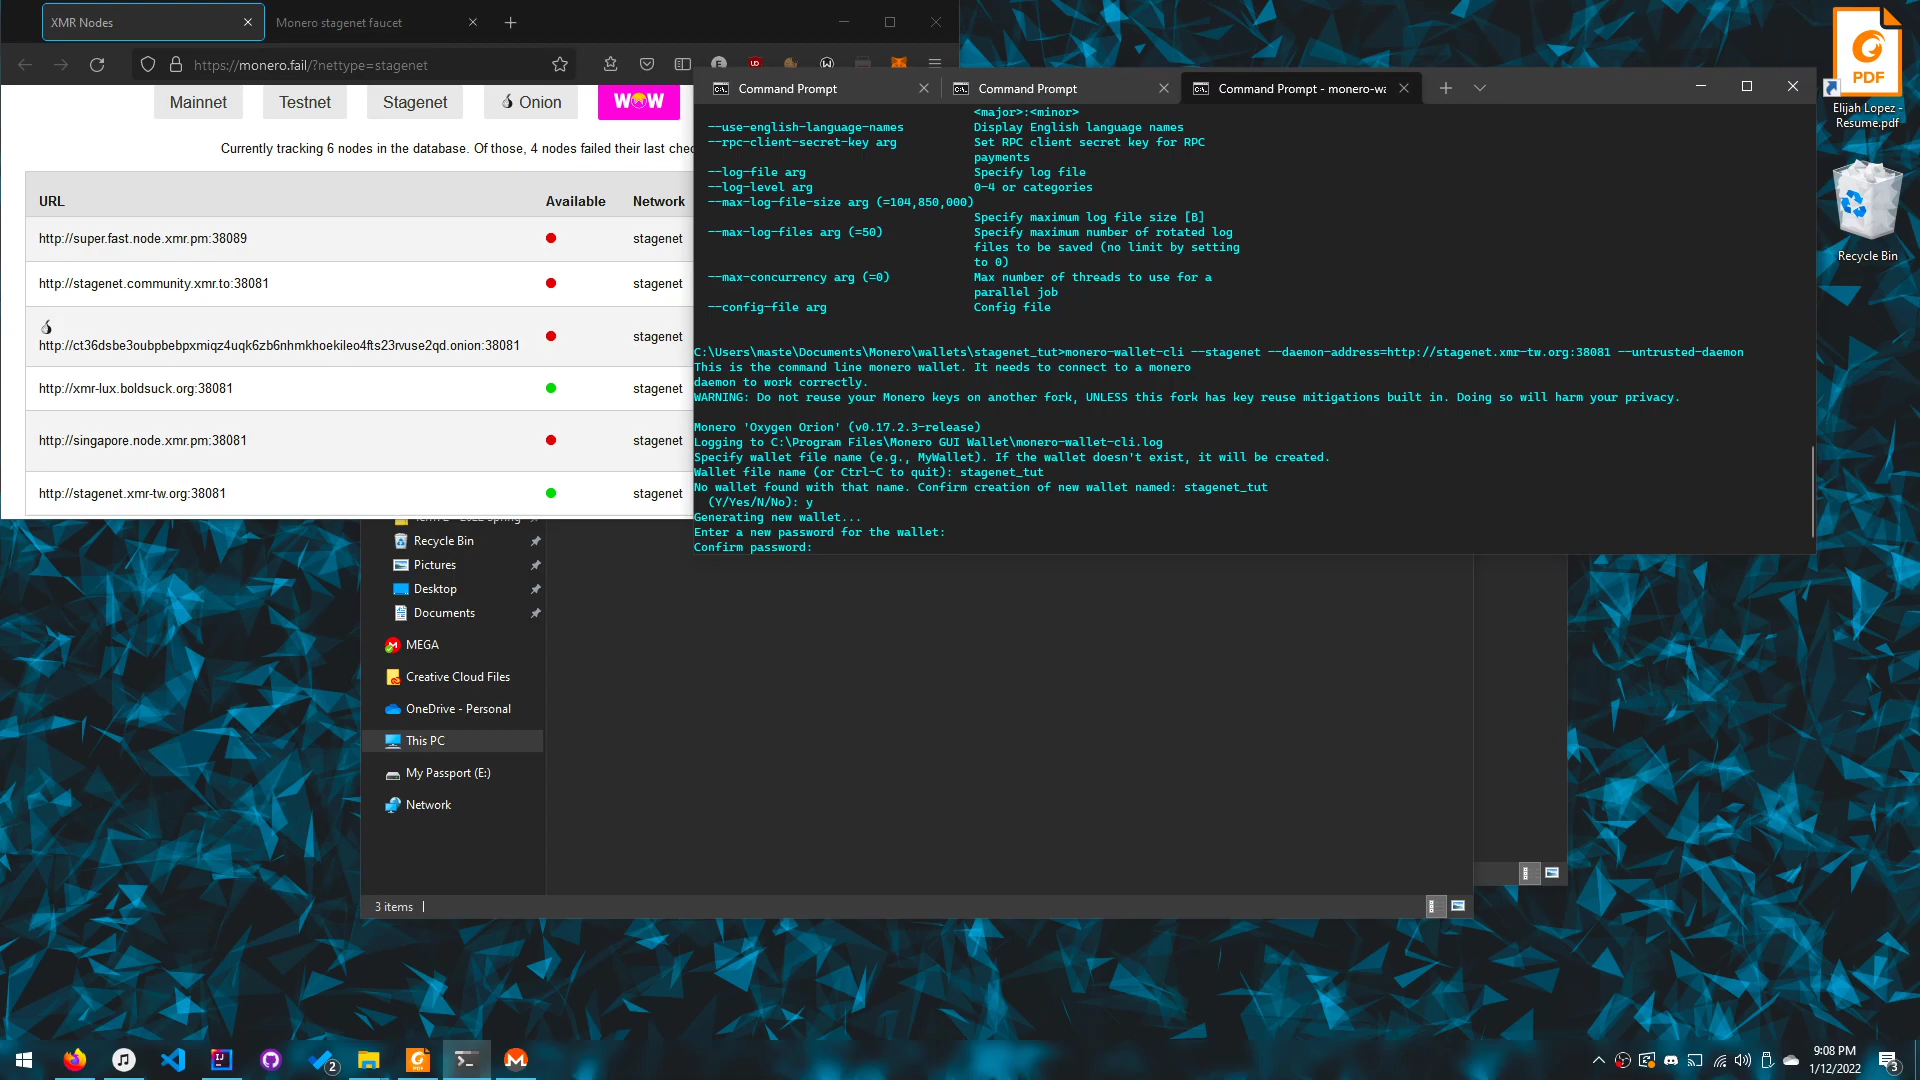 XMR Nodes
Monero stagenet faucet
https://monero.fail/?nettype=stagenet
Mainnet
Testnet
Stagenet
Onion
WOW
Currently tracking 6 nodes in the database. Of those, 4 nodes failed their last chec
URL Available Network
http://super.fast.node.xmr.pm:38089 stagenet
http://stagenet.community.xmr.to:38081 stagenet
http://ct36dsbe3oubpbebpxmiqz4uqk6zb6nhmkhoekileo4fts23rvuse2qd.onion:38081 stagenet
http://xmr-lux.boldsuck.org:38081 stagenet
http://singapore.node.xmr.pm:38081 stagenet
http://stagenet.xmr-tw.org:38081 stagenet
Command Prompt
Command Prompt
Command Prompt - monero-wa
<major>:<minor>
--use-english-language-names Display English language names
--rpc-client-secret-key arg Set RPC client secret key for RPC
payments
--log-file arg Specify log file
--log-level arg 0-4 or categories
--max-log-file-size arg (=104,850,000)
Specify maximum log file size [B]
--max-log-files arg (=50) Specify maximum number of rotated log
files to be saved (no limit by setting
to 0)
--max-concurrency arg (=0) Max number of threads to use for a
parallel job
--config-file arg Config file
C:\Users\maste\Documents\Monero\wallets\stagenet_tut>monero-wallet-cli --stagenet --daemon-address=http://stagenet.xmr-tw.org:38081 --untrusted-daemon
This is the command line monero wallet. It needs to connect to a monero
daemon to work correctly.
WARNING: Do not reuse your Monero keys on another fork, UNLESS this fork has key reuse mitigations built in. Doing so will harm your privacy.
Monero 'Oxygen Orion' (v0.17.2.3-release)
Logging to C:\Program Files\Monero GUI Wallet\monero-wallet-cli.log
Specify wallet file name (e.g., MyWallet). If the wallet doesn't exist, it will be created.
Wallet file name (or Ctrl-C to quit): stagenet_tut
No wallet found with that name. Confirm creation of new wallet named: stagenet_tut
(Y/Yes/N/No): y
Generating new wallet...
Enter a new password for the wallet:
Confirm password:
Recycle Bin
Pictures
Desktop
Documents
MEGA
Creative Cloud Files
OneDrive - Personal
This PC
My Passport (E:)
Network
3 items
PDF
Elijah Lopez -
Resume.pdf
Recycle Bin
2
9:08 PM
1/12/2022
3